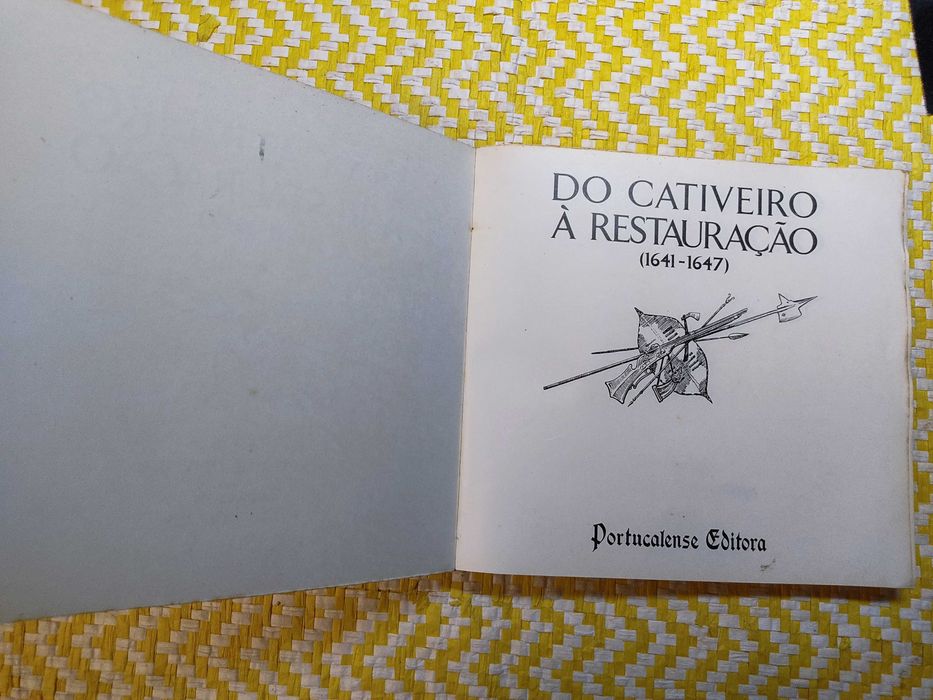 DO CATIVEIRO
À RESTAURAÇÃO
(1641-1647)
Portucalense Editora